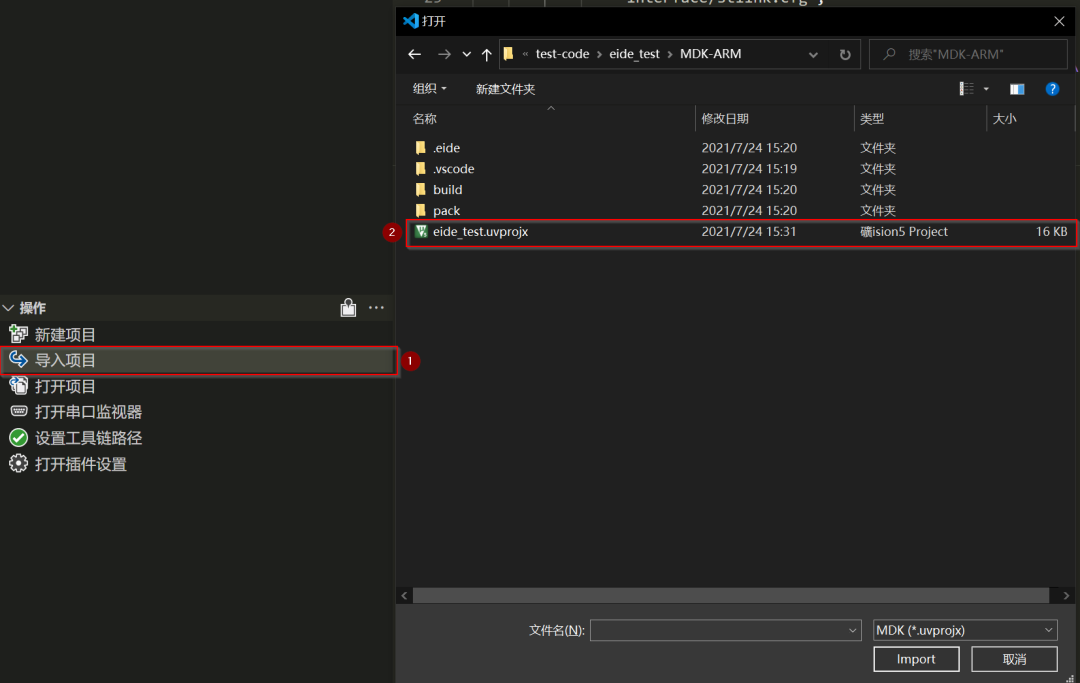 打开
test-code › eide_test › MDK-ARM
搜索"MDK-ARM"
组织
新建文件夹
名称 修改日期 类型 大小
.eide 2021/7/24 15:20 文件夹
.vscode 2021/7/24 15:19 文件夹
build 2021/7/24 15:20 文件夹
pack 2021/7/24 15:20 文件夹
2 eide_test.uvprojx 2021/7/24 15:31 礦ision5 Project 16 KB
操作
新建项目
导入项目 1
打开项目
打开串口监视器
设置工具链路径
打开插件设置
文件名(N):
MDK (*.uvprojx)
Import 取消